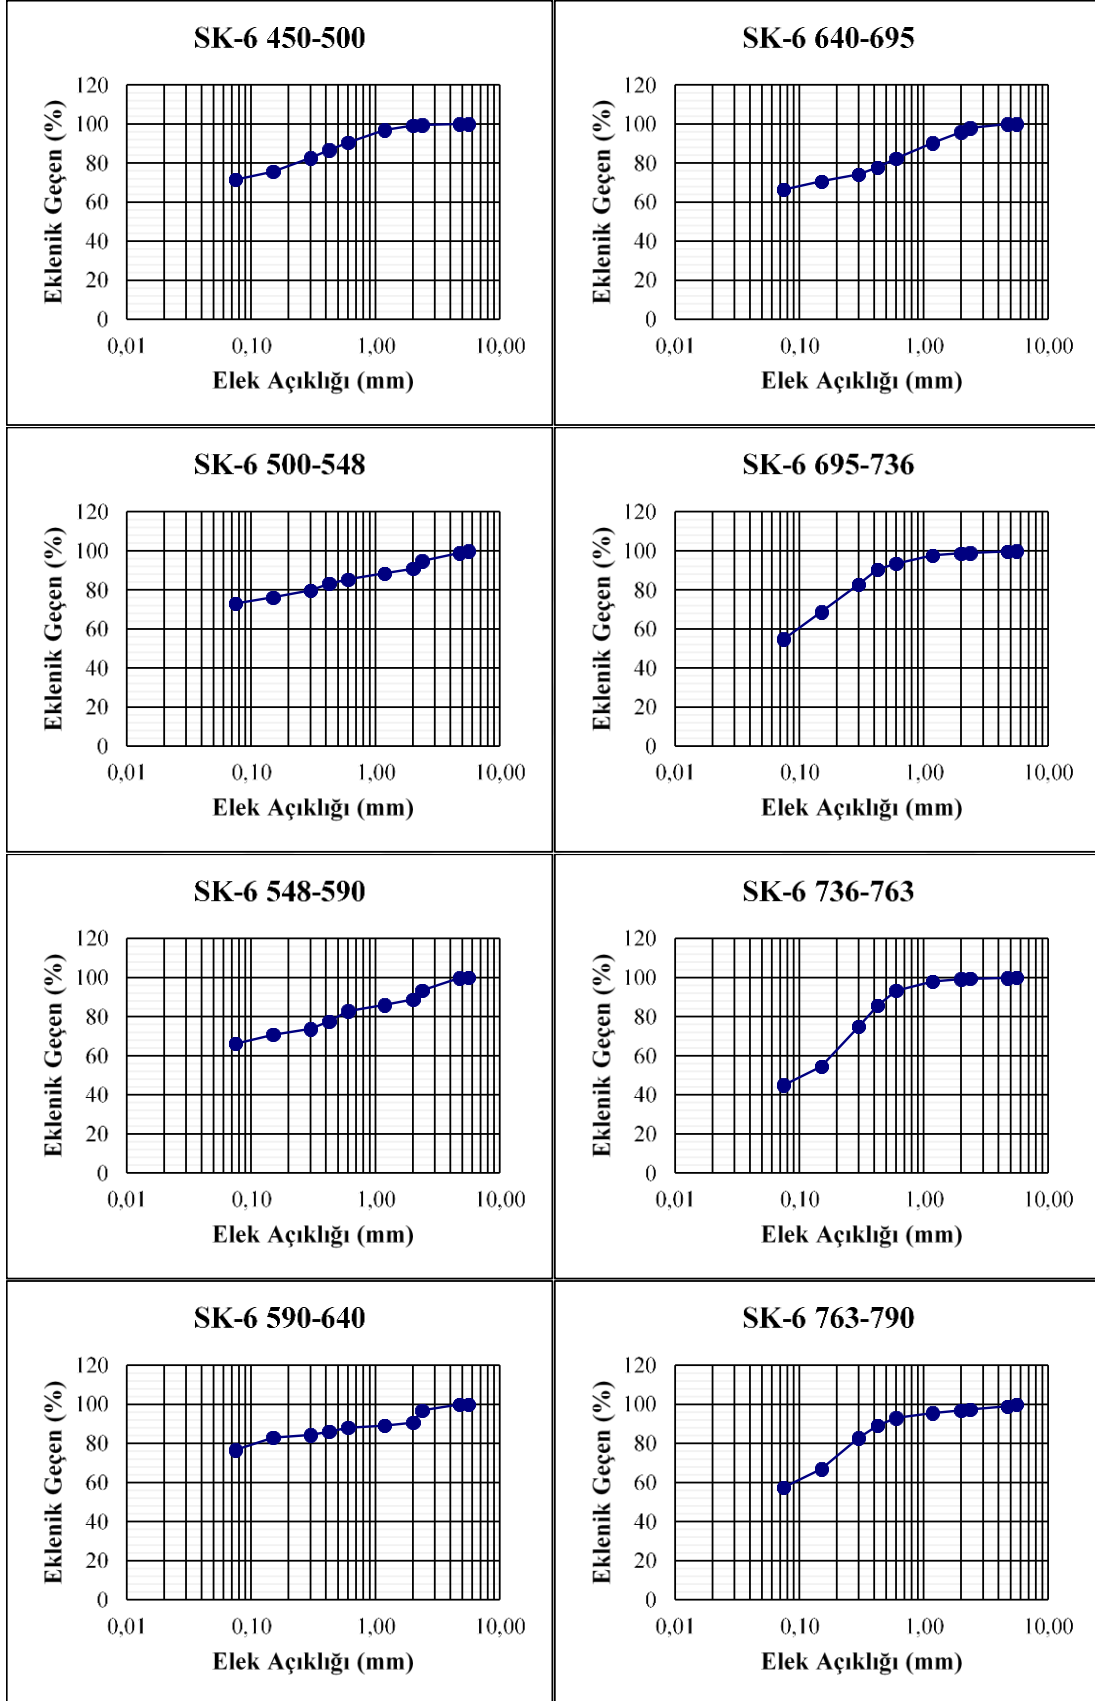 SK-6 450-500
120
100
80
60
40
20
0
0,01 0,10 1,00 10,00
Eklenik Geçen (%)
Elek Açıklığı (mm)
SK-6 640-695
120
100
80
60
40
20
0
0,01 0,10 1,00 10,00
Eklenik Geçen (%)
Elek Açıklığı (mm)
SK-6 500-548
120
100
80
60
40
20
0
0,01 0,10 1,00 10,00
Eklenik Geçen (%)
Elek Açıklığı (mm)
SK-6 695-736
120
100
80
60
40
20
0
0,01 0,10 1,00 10,00
Eklenik Geçen (%)
Elek Açıklığı (mm)
SK-6 548-590
120
100
80
60
40
20
0
0,01 0,10 1,00 10,00
Eklenik Geçen (%)
Elek Açıklığı (mm)
SK-6 736-763
120
100
80
60
40
20
0
0,01 0,10 1,00 10,00
Eklenik Geçen (%)
Elek Açıklığı (mm)
SK-6 590-640
120
100
80
60
40
20
0
0,01 0,10 1,00 10,00
Eklenik Geçen (%)
Elek Açıklığı (mm)
SK-6 763-790
120
100
80
60
40
20
0
0,01 0,10 1,00 10,00
Eklenik Geçen (%)
Elek Açıklığı (mm)